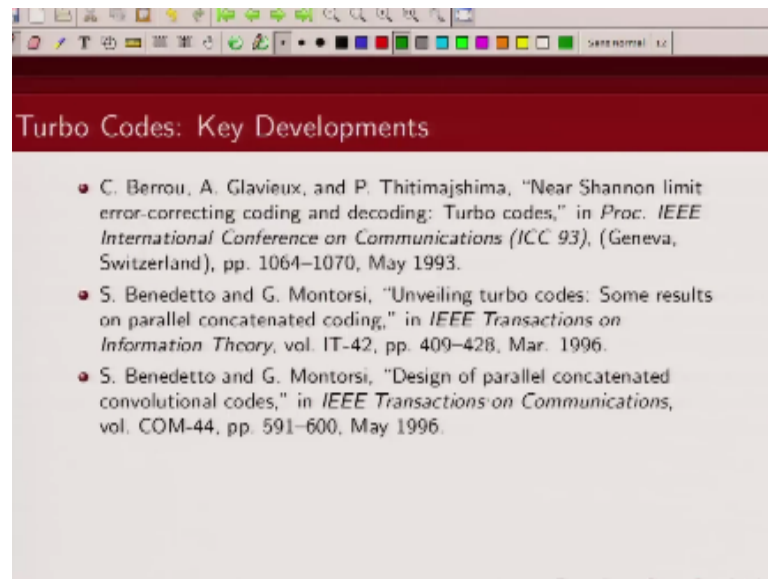 Sans normal 12
Turbo Codes: Key Developments
C. Berrou, A. Glavieux, and P. Thitimajshima, "Near Shannon limit
error-correcting coding and decoding: Turbo codes," in Proc. IEEE
International Conference on Communications (ICC 93), (Geneva,
Switzerland), pp. 1064–1070, May 1993.
S. Benedetto and G. Montorsi, "Unveiling turbo codes: Some results
on parallel concatenated coding," in IEEE Transactions on
Information Theory, vol. IT-42, pp. 409–428, Mar. 1996.
S. Benedetto and G. Montorsi, "Design of parallel concatenated
convolutional codes," in IEEE Transactions on Communications,
vol. COM-44, pp. 591–600, May 1996.